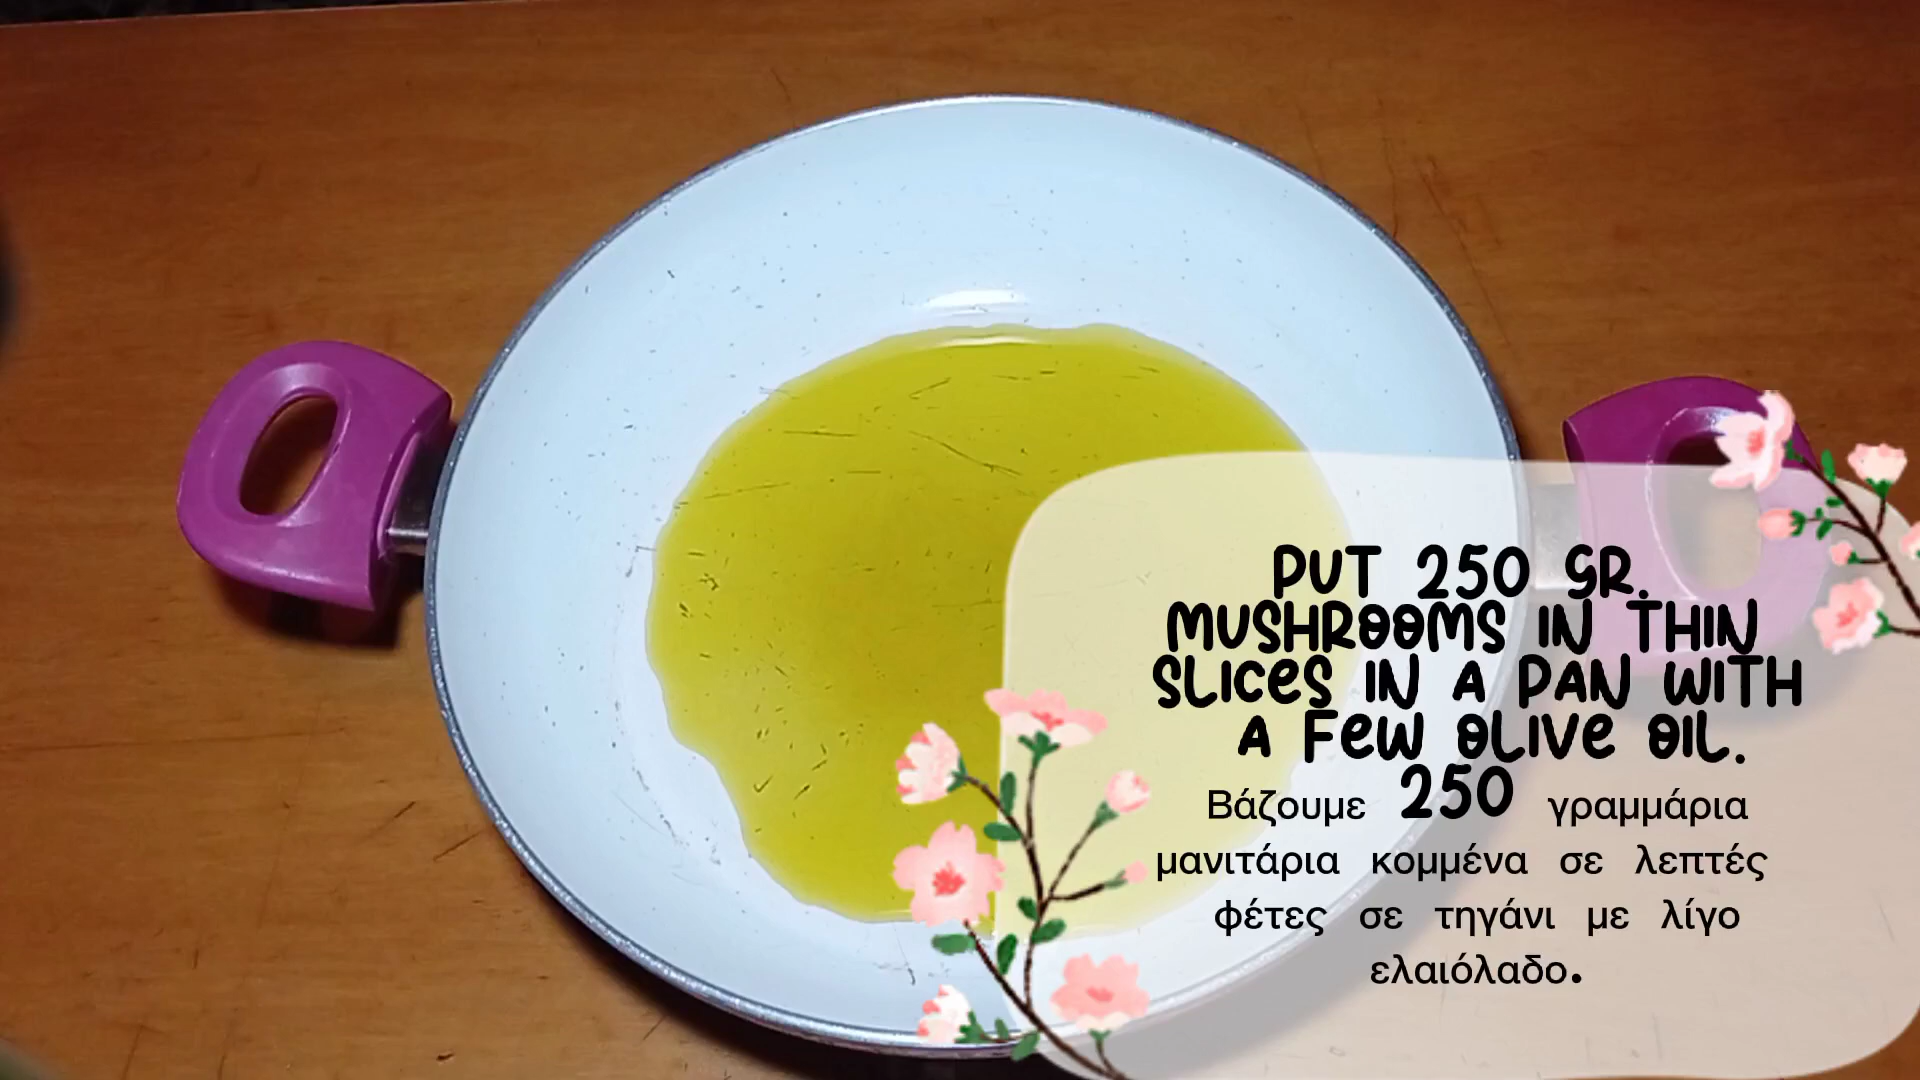 PUT 250 GR.
MUSHROOMS IN THIN
SLICES IN A PAN WITH
A FEW OLIVE OIL.
Βάζουμε 250 γραμμάρια
μανιτάρια κομμένα σε λεπτές
φέτες σε τηγάνι με λίγο
ελαιόλαδο.